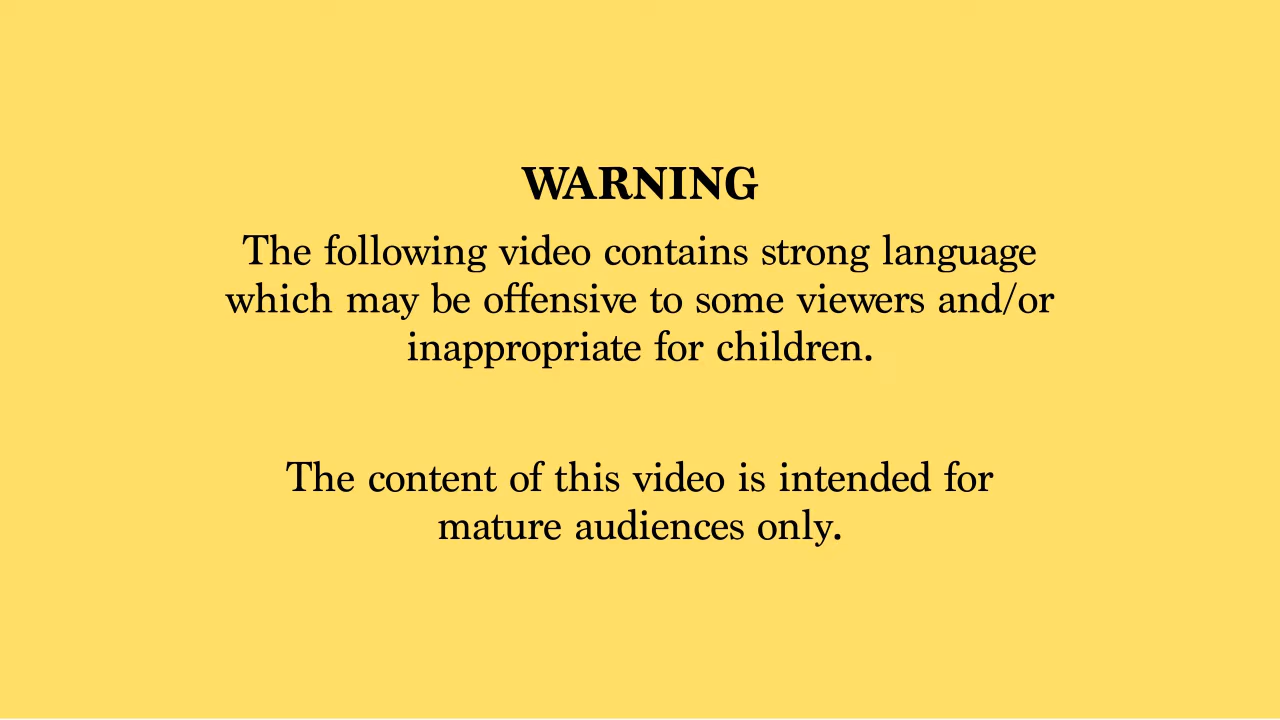 WARNING
The following video contains strong language
which may be offensive to some viewers and/or
inappropriate for children.
The content of this video is intended for
mature audiences only.